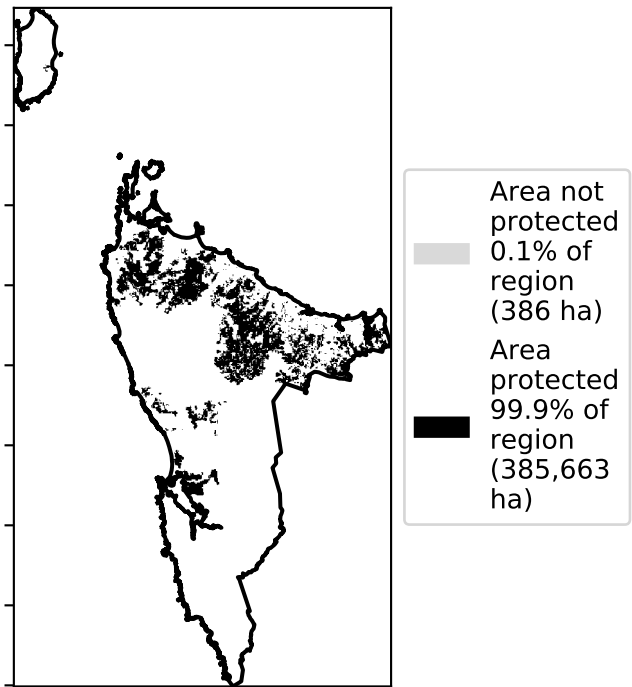 Area not
protected
0.1% of
region
(386 ha)
Area
protected
99.9% of
region
(385,663
ha)